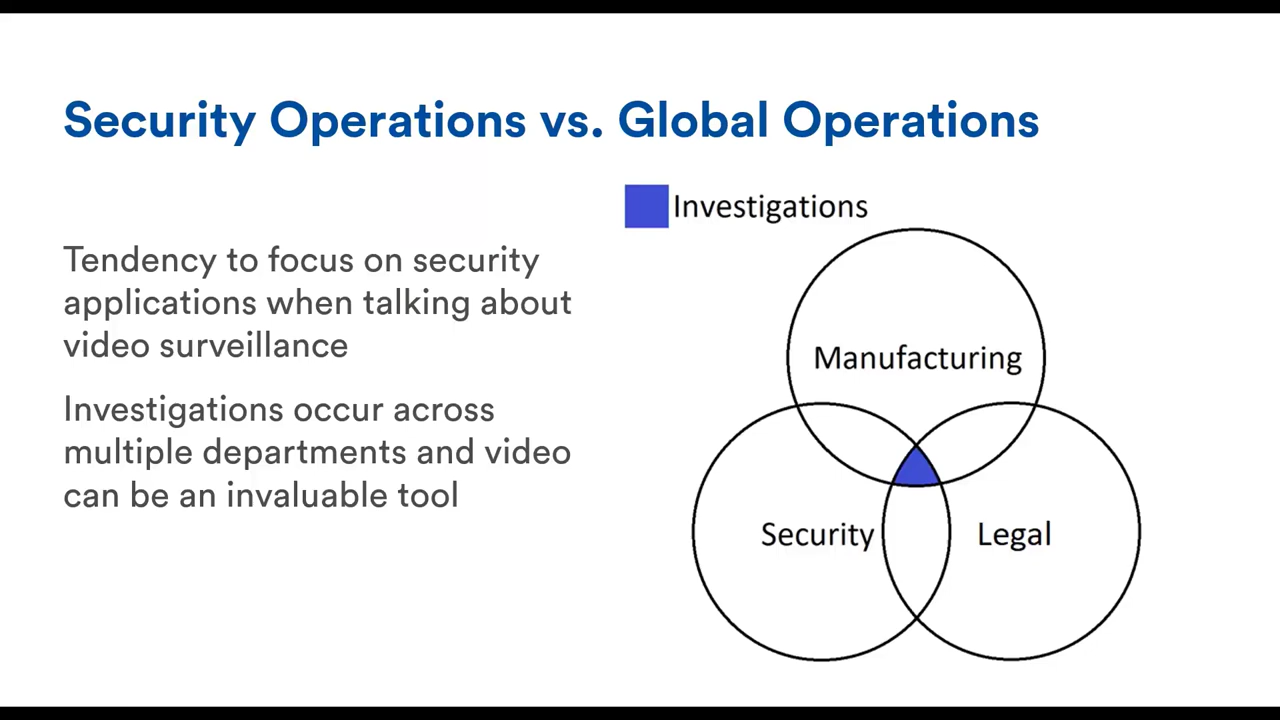 Security Operations vs. Global Operations
Tendency to focus on security
applications when talking about
video surveillance
Investigations occur across
multiple departments and video
can be an invaluable tool
Investigations
Manufacturing
Security
Legal